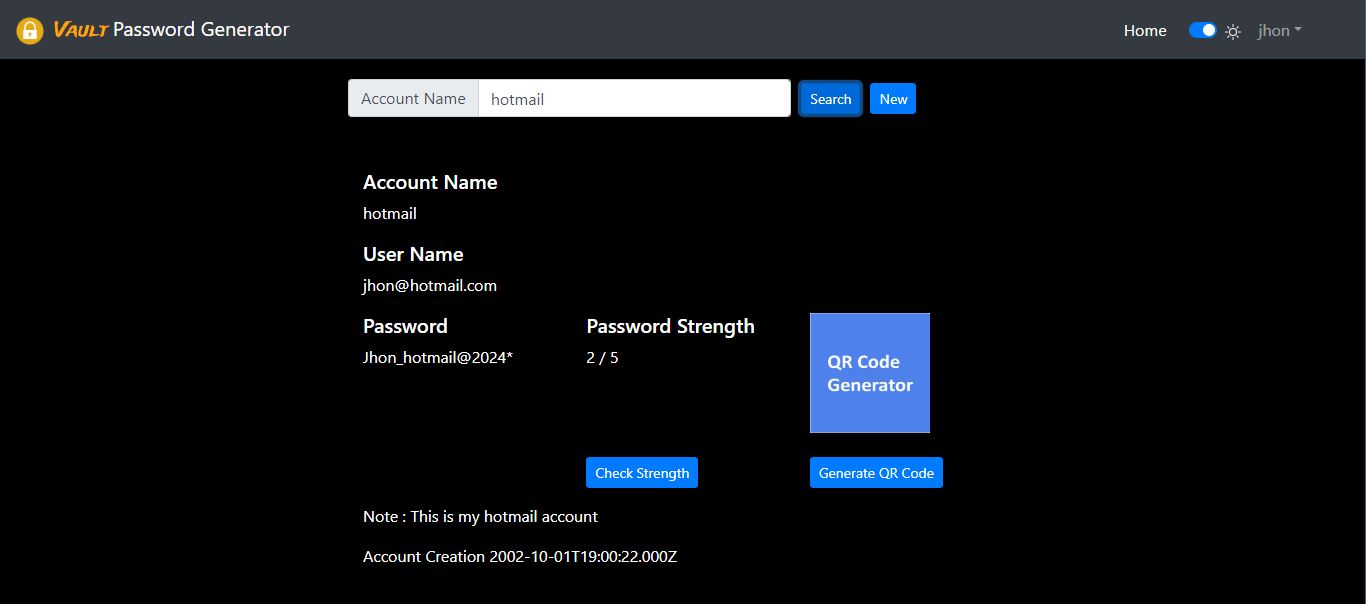 Vault Password Generator Home jhon
Account Name hotmail Search New
Account Name
hotmail
User Name
jhon@hotmail.com
Password Password Strength
Jhon_hotmail@2024* 2 / 5
QR Code
Generator
Check Strength Generate QR Code
Note : This is my hotmail account
Account Creation 2002-10-01T19:00:22.000Z